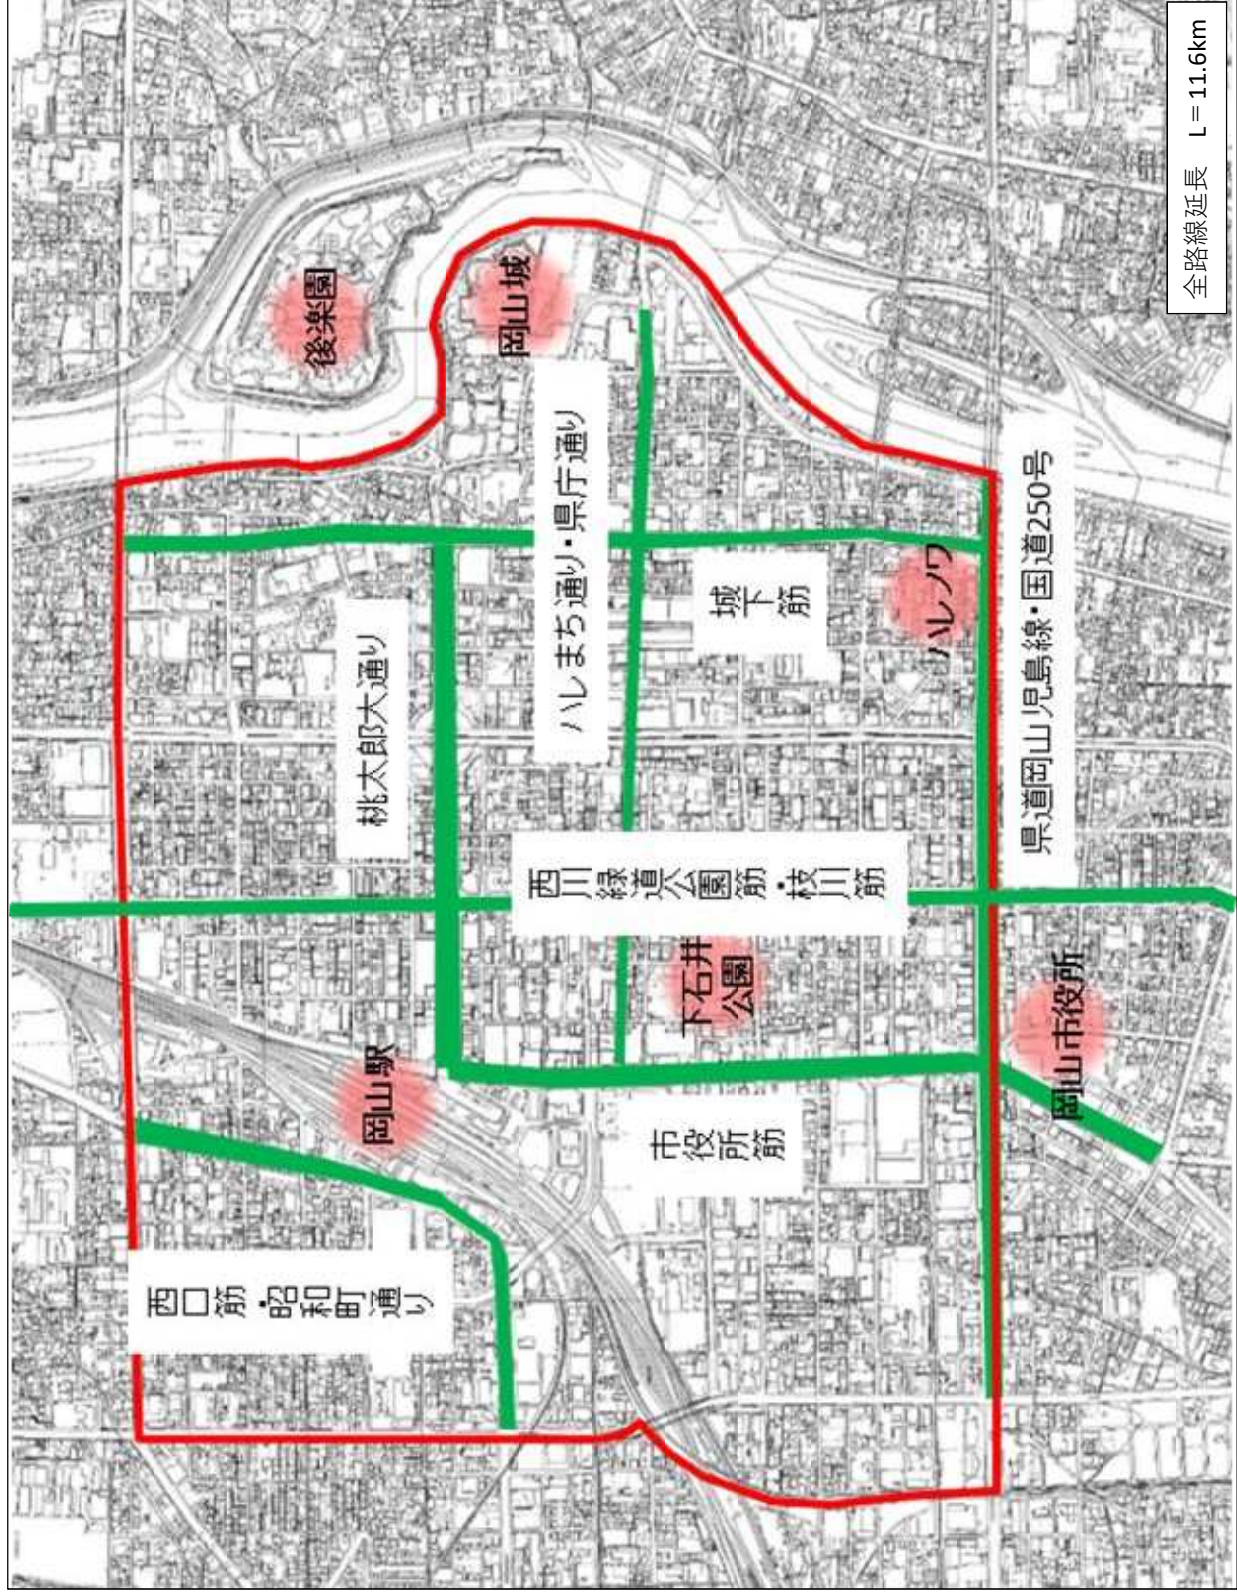 後楽園
岡山城
桃太郎大通り
ハレまち通り・県庁通り
城下筋
ハレノワ
県道岡山児島線・国道250号
西川緑道公園筋・枝川筋
下石井
公園
岡山駅
岡山市役所
市役所筋
西口筋・昭和町通り
全路線延長 L = 11.6km